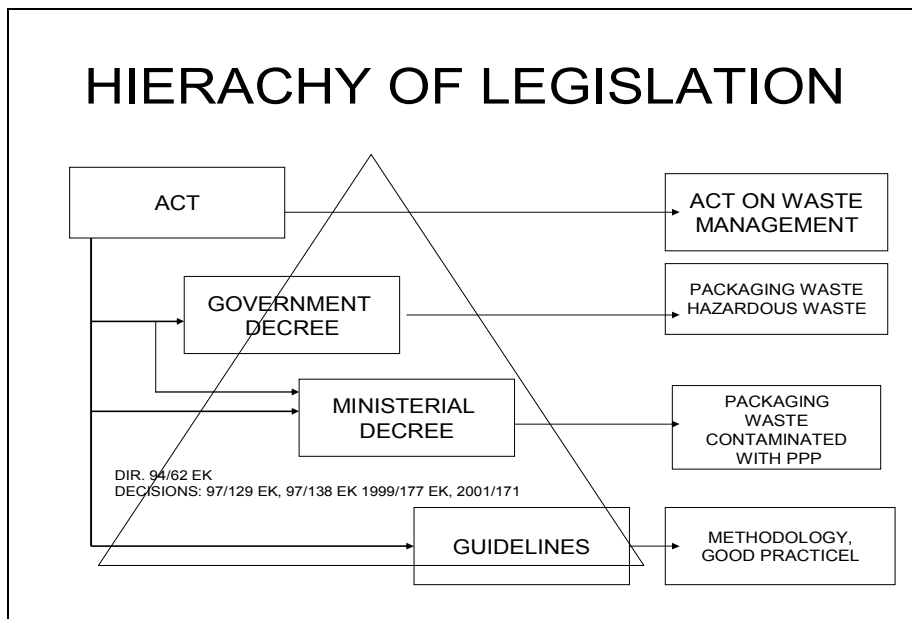 HIERACHY OF LEGISLATION
ACT
ACT ON WASTE
MANAGEMENT
GOVERNMENT
DECREE
PACKAGING WASTE
HAZARDOUS WASTE
MINISTERIAL
DECREE
PACKAGING
WASTE
CONTAMINATED
WITH PPP
DIR. 94/62 EK
DECISIONS: 97/129 EK, 97/138 EK 1999/177 EK, 2001/171
GUIDELINES
METHODOLOGY,
GOOD PRACTICEL